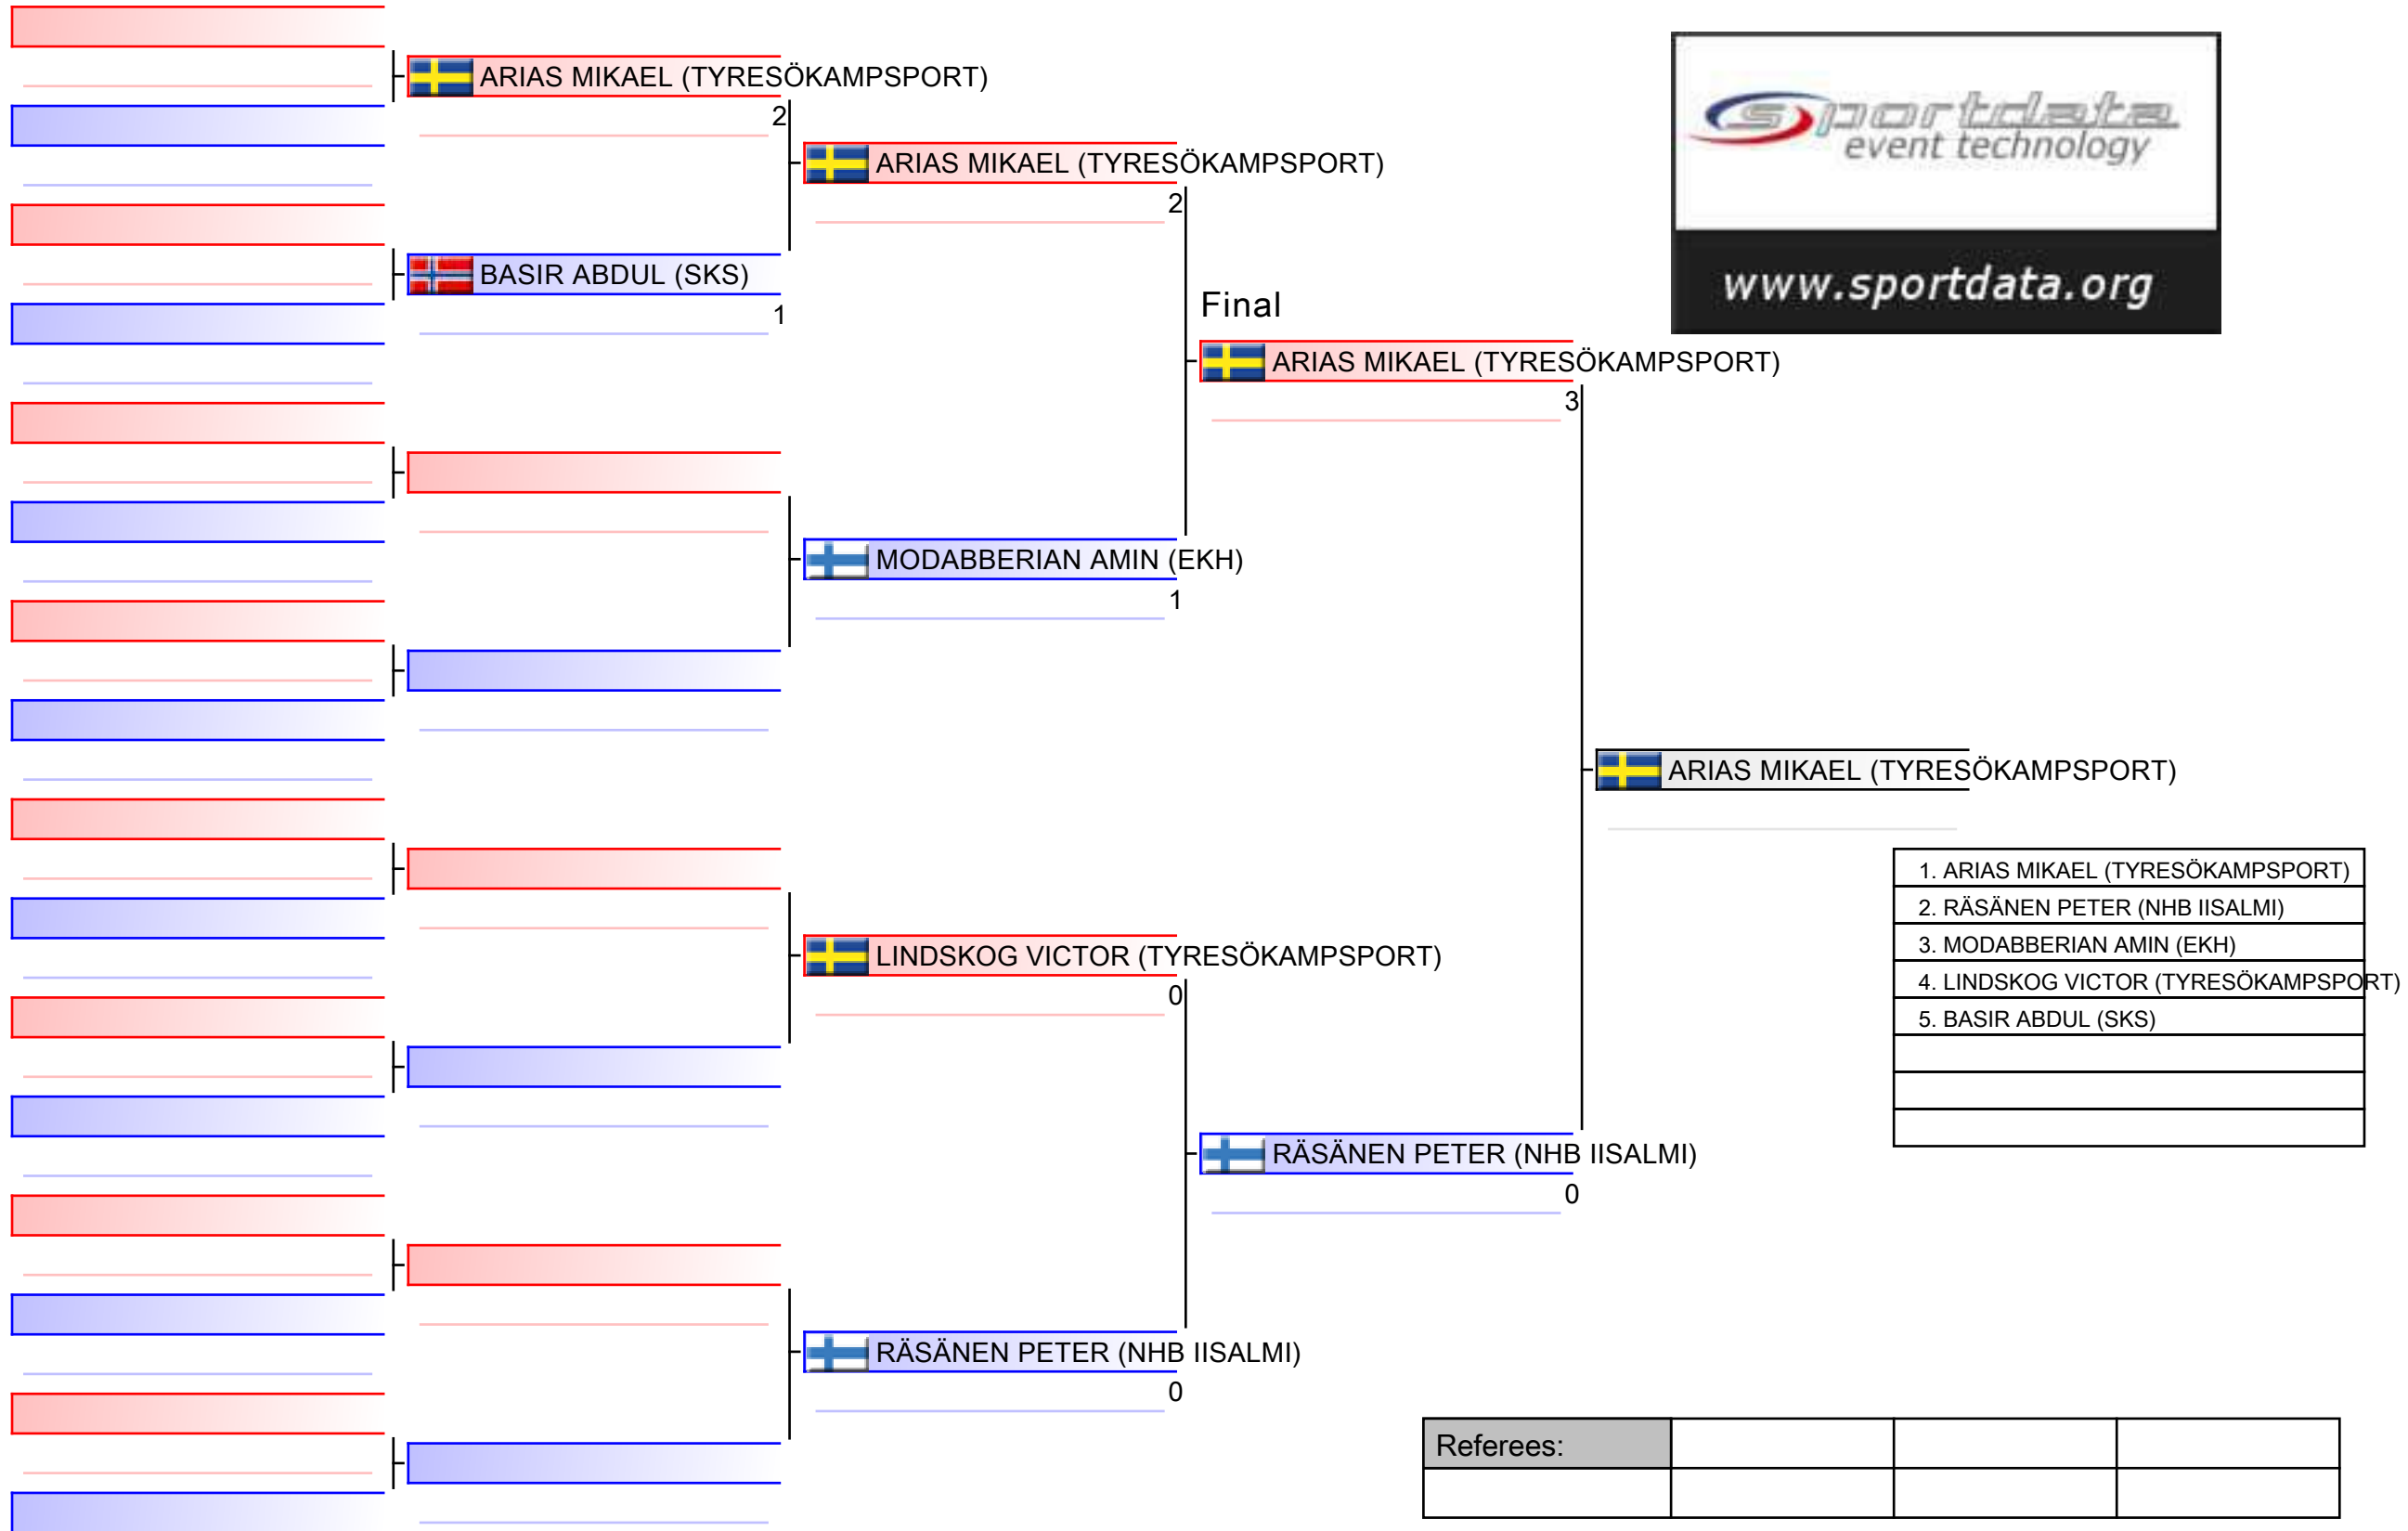 ARIAS MIKAEL (TYRESÖKAMPSPORT)
2
BASIR ABDUL (SKS)
1
ARIAS MIKAEL (TYRESÖKAMPSPORT)
2
MODABBERIAN AMIN (EKH)
1
LINDSKOG VICTOR (TYRESÖKAMPSPORT)
0
RÄSÄNEN PETER (NHB IISALMI)
0
Final
ARIAS MIKAEL (TYRESÖKAMPSPORT)
3
RÄSÄNEN PETER (NHB IISALMI)
0
ARIAS MIKAEL (TYRESÖKAMPSPORT)
sportdata
event technology
www.sportdata.org
1. ARIAS MIKAEL (TYRESÖKAMPSPORT)
2. RÄSÄNEN PETER (NHB IISALMI)
3. MODABBERIAN AMIN (EKH)
4. LINDSKOG VICTOR (TYRESÖKAMPSPORT)
5. BASIR ABDUL (SKS)
Referees: